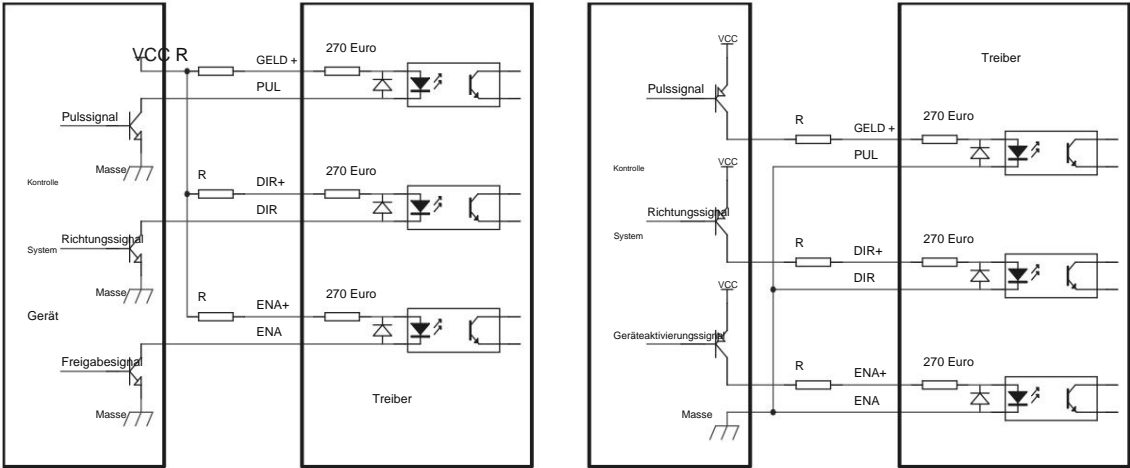 VCC R
270 Euro
GELD +
PUL
Pulssignal
Masse
Kontrolle
R
DIR+
270 Euro
DIR
Richtungssignal
System
Masse
R
ENA+
270 Euro
Gerät
ENA
Freigabesignal
Masse
Treiber
VCC
Treiber
Pulssignal
R
GELD +
270 Euro
PUL
VCC
Kontrolle
Richtungssignal
System
R
DIR+
270 Euro
DIR
VCC
Geräteaktivierungssignal
R
ENA+
270 Euro
ENA
Masse